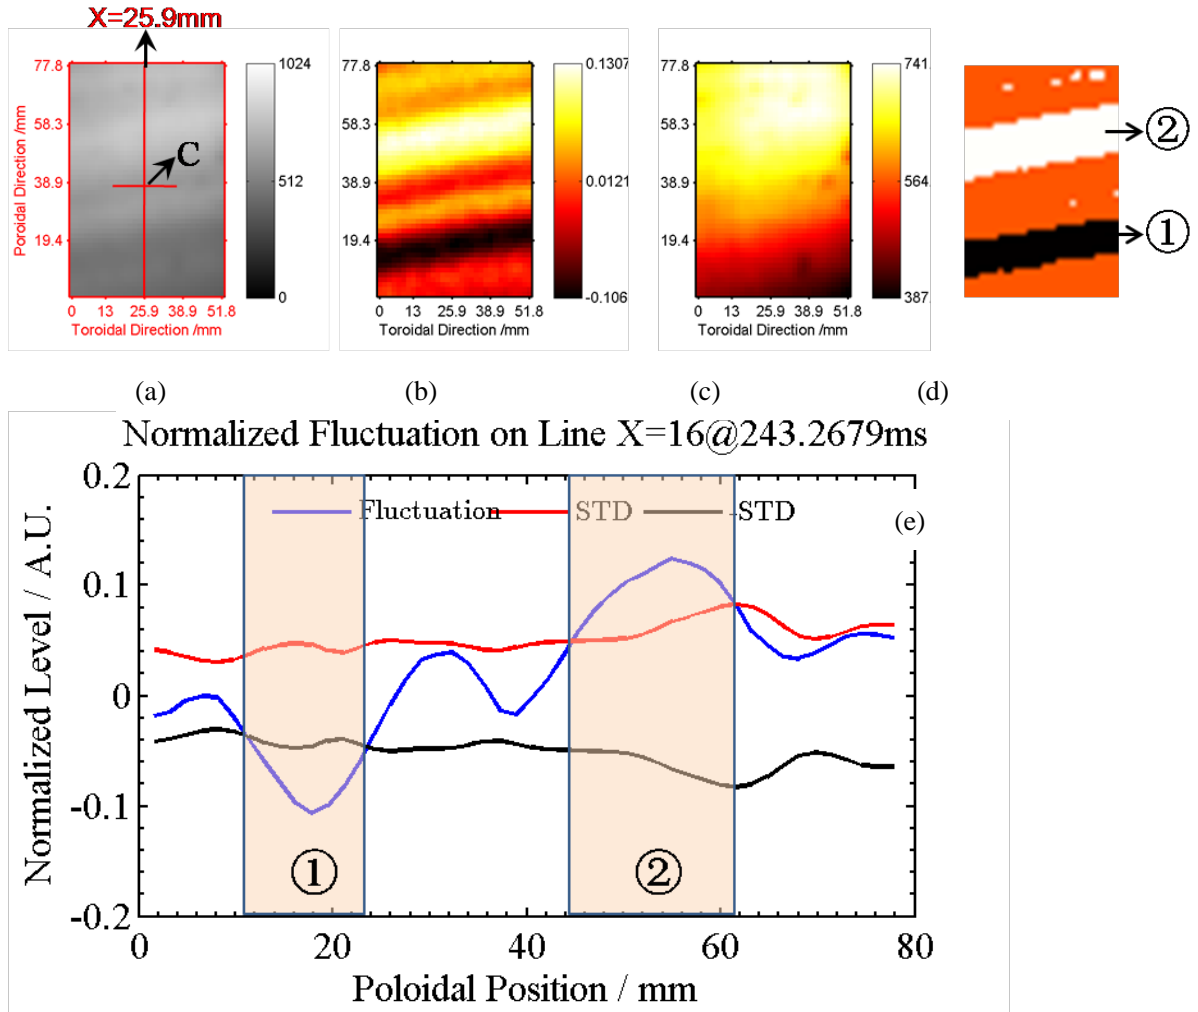 X=25.9mm
77.8
58.3
38.9
19.4
Poroidal Direction /mm
C
0 13 25.9 38.9 51.8
Toroidal Direction /mm
1024
512
0
77.8
58.3
38.9
19.4
0 13 25.9 38.9 51.8
Toroidal Direction /mm
0.1307
0.0121
-0.106
77.8
58.3
38.9
19.4
0 13 25.9 38.9 51.8
Toroidal Direction /mm
741.
564.
387.
②
①
(a) (b) (c) (d)
Normalized Fluctuation on Line X=16@243.2679ms
Fluctuation STD -STD
(e)
0.2
0.1
0
-0.1
-0.2
Normalized Level / A.U.
① ②
0 20 40 60 80
Poloidal Position / mm